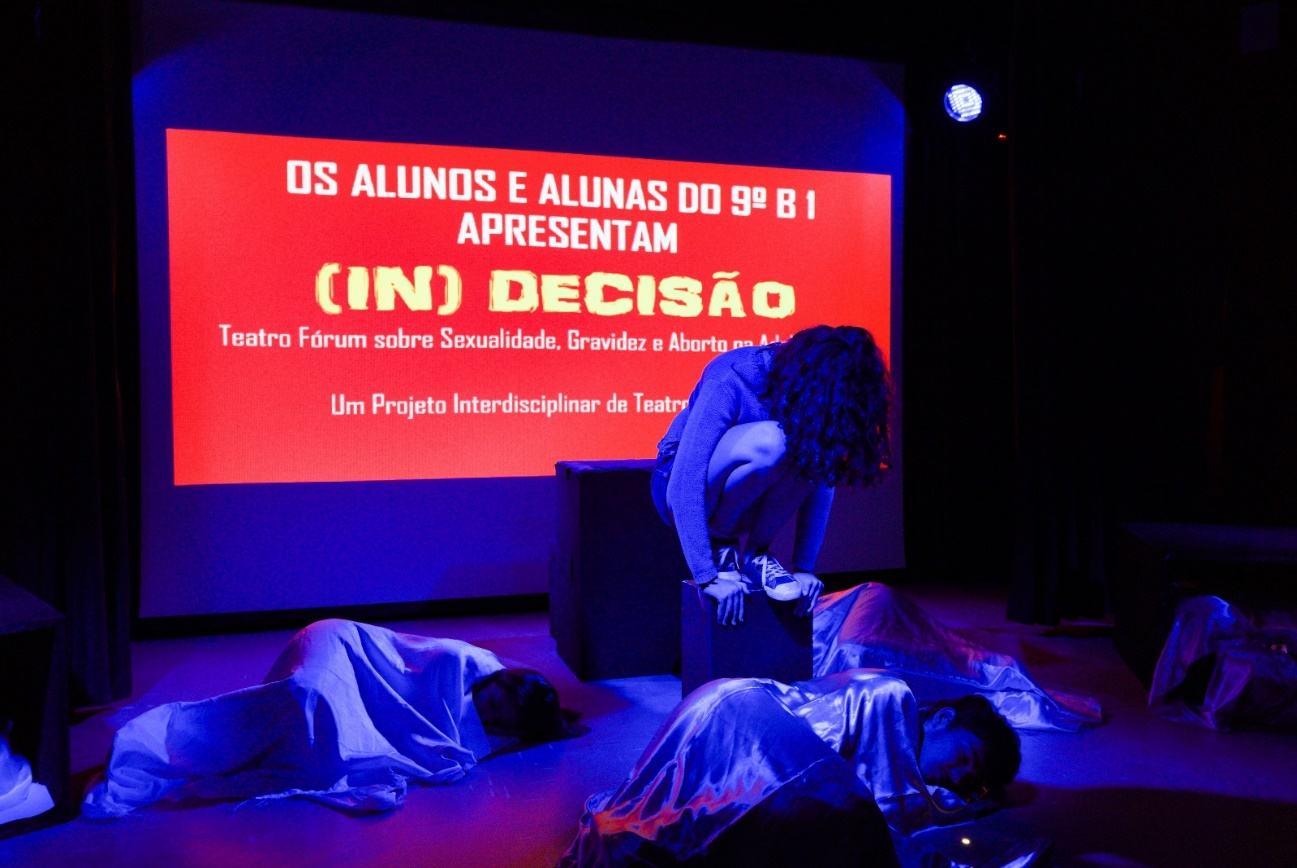 OS ALUNOS E ALUNAS DO 9º B 1
APRESENTAM
(IN) DECISÃO
Teatro Fórum sobre Sexualidade, Gravidez e Aborto na
Um Projeto Interdisciplinar de Teatro